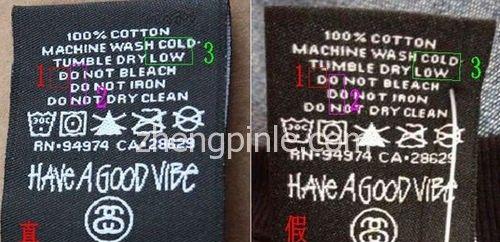 100% COTTON
MACHINE WASH COLD
TUMBLE DRY LOW
DO NOT BLEACH
DO NOT IRON
DO NOT DRY CLEAN
30C
RN-94974 CA-28629
HAVE A GOOD VIBE
真
1
2
3
100% COTTON
MACHINE WASH COLD
TUMBLE DRY LOW
DO NOT BLEACH
DO NOT IRON
DO NOT DRY CLEAN
30C
RN-94974 CA-28629
HAVE A GOOD VIBE
假
1
2
3
zhengpinle.com